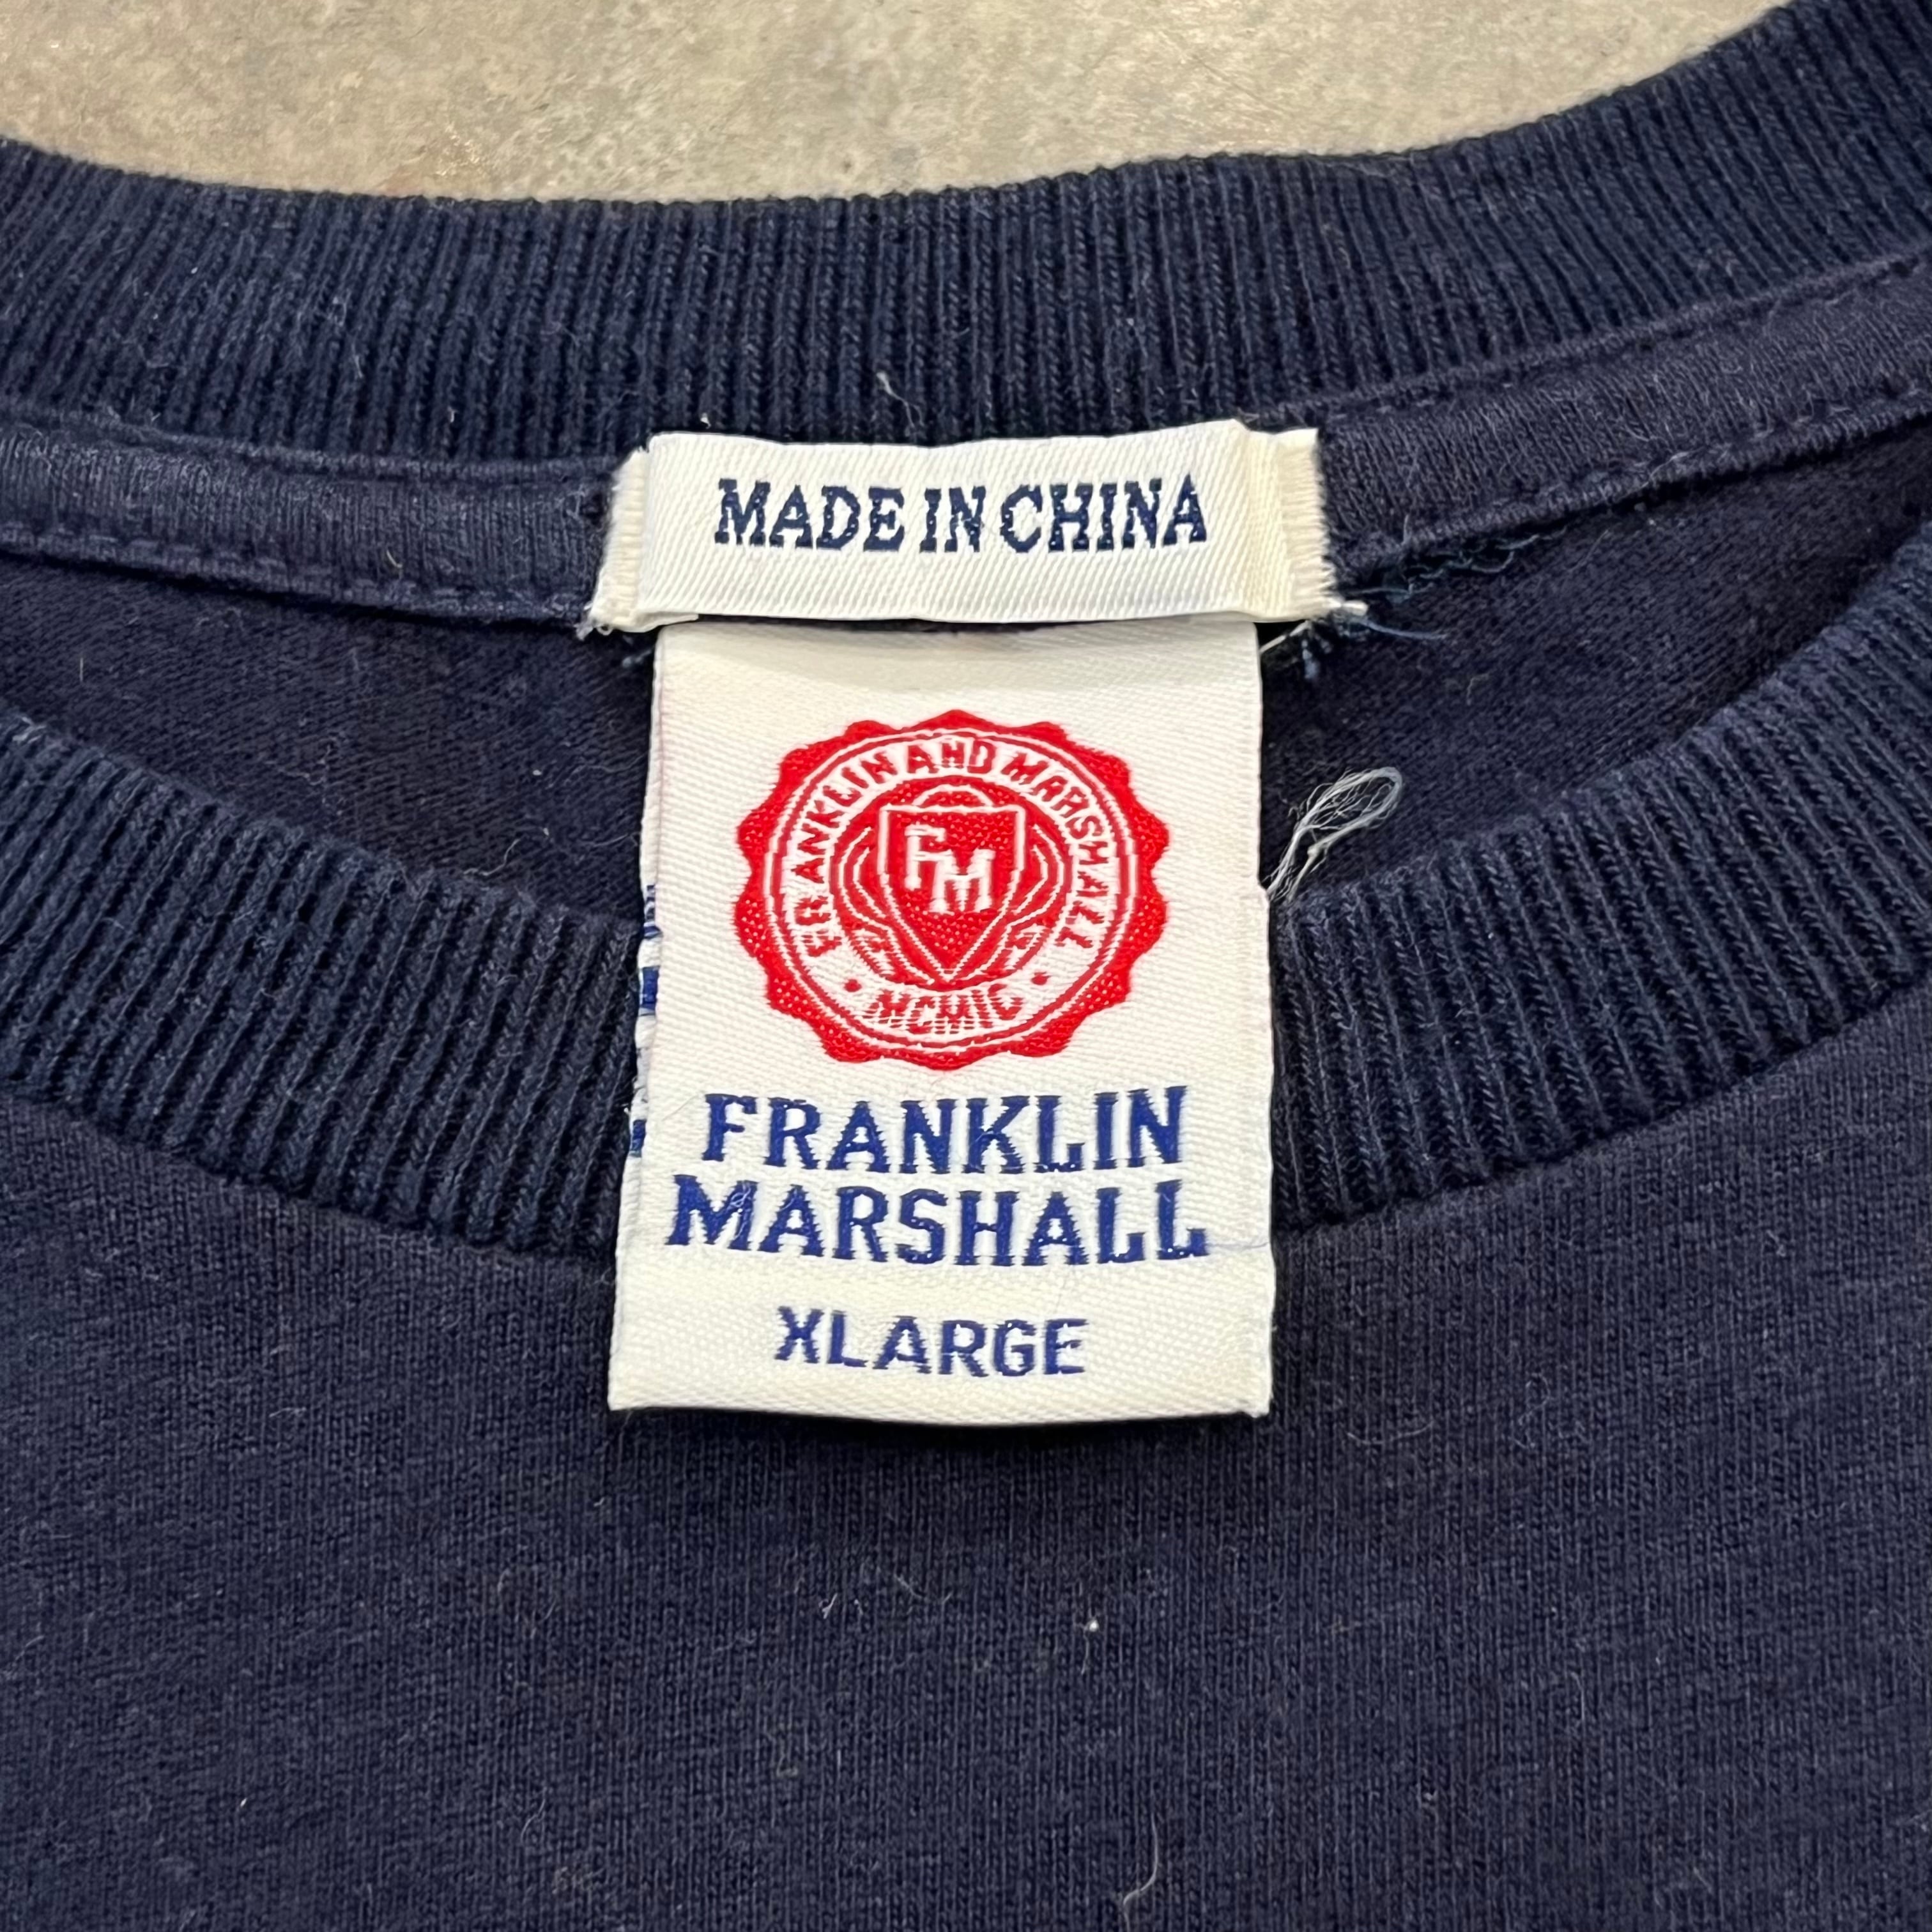 MADE IN CHINA
FRANKLIN AND MARSHALL
FM
• MCMIC •
FRANKLIN
MARSHALL
XLARGE